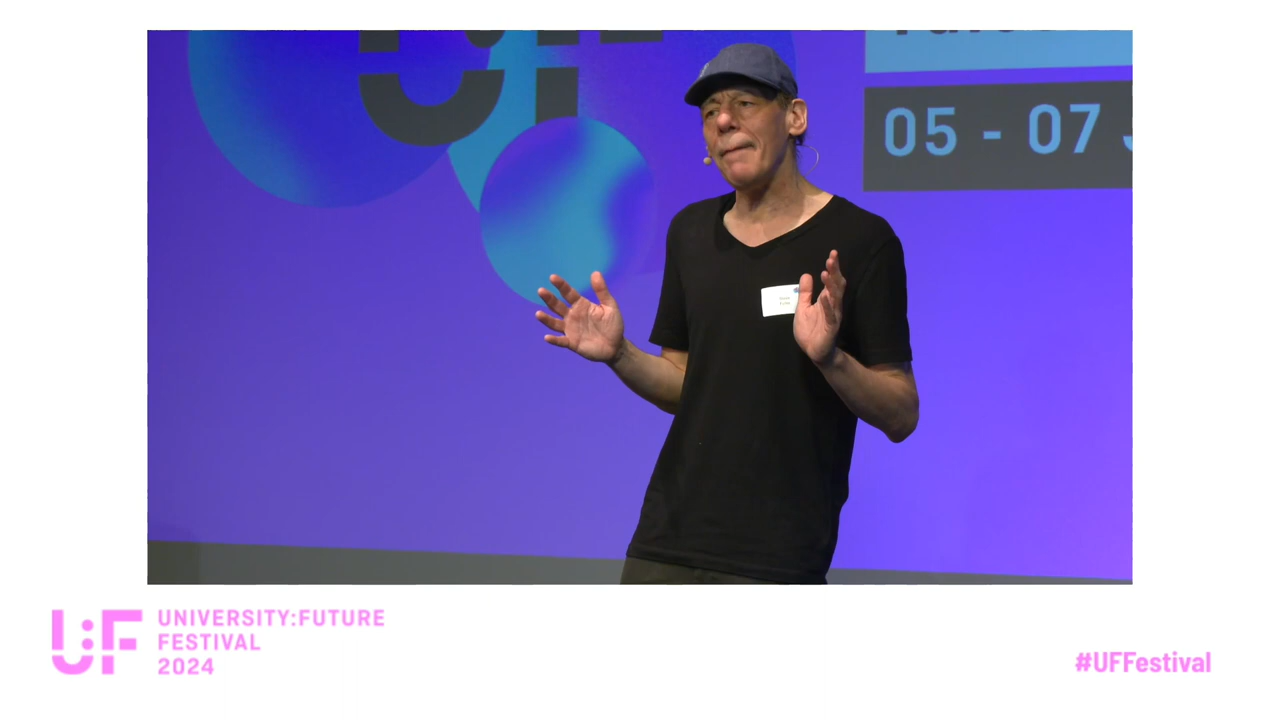 U:F
05 - 07 J
U:F
UNIVERSITY:FUTURE
FESTIVAL
2024
#UFFestival